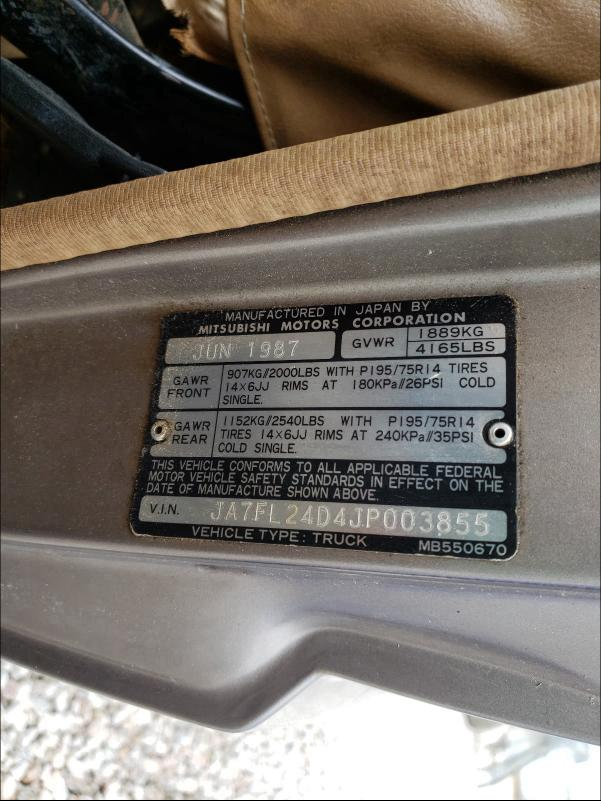 MANUFACTURED IN JAPAN BY
MITSUBISHI MOTORS CORPORATION
JUN 1987
GVWR
1889KG
4165LBS
GAWR
FRONT
907KG//2000LBS WITH P195/75R14 TIRES
14×6JJ RIMS AT 180KPa//26PSI COLD
SINGLE.
GAWR
REAR
1152KG//2540LBS WITH P195/75R14
TIRES 14×6JJ RIMS AT 240KPa//35PSI
COLD SINGLE.
THIS VEHICLE CONFORMS TO ALL APPLICABLE FEDERAL
MOTOR VEHICLE SAFETY STANDARDS IN EFFECT ON THE
DATE OF MANUFACTURE SHOWN ABOVE.
V.I.N. JA7FL24D4JP003855
VEHICLE TYPE: TRUCK
MB550670